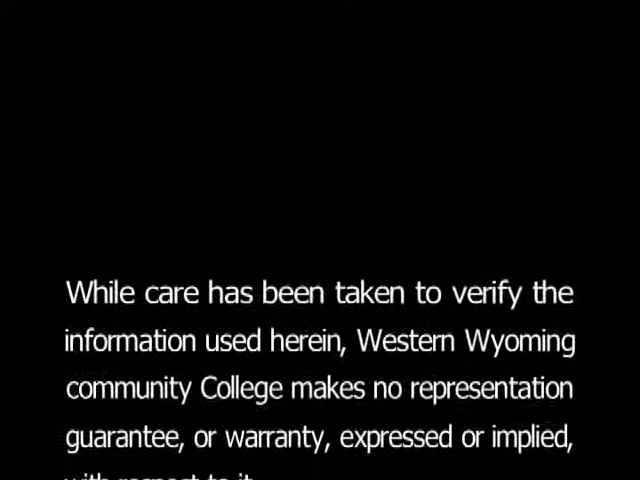 While care has been taken to verify the
information used herein, Western Wyoming
community College makes no representation
guarantee, or warranty, expressed or implied,
with respect to it